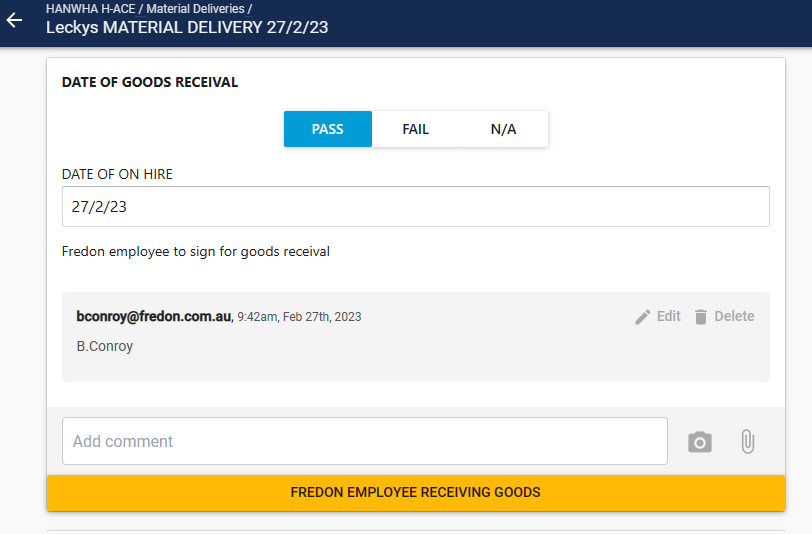 HANWHA H-ACE / Material Deliveries /
Leckys MATERIAL DELIVERY 27/2/23
DATE OF GOODS RECEIVAL
PASS FAIL N/A
DATE OF ON HIRE
27/2/23
Fredon employee to sign for goods receival
bconroy@fredon.com.au, 9:42am, Feb 27th, 2023 Edit Delete
B.Conroy
Add comment
FREDON EMPLOYEE RECEIVING GOODS